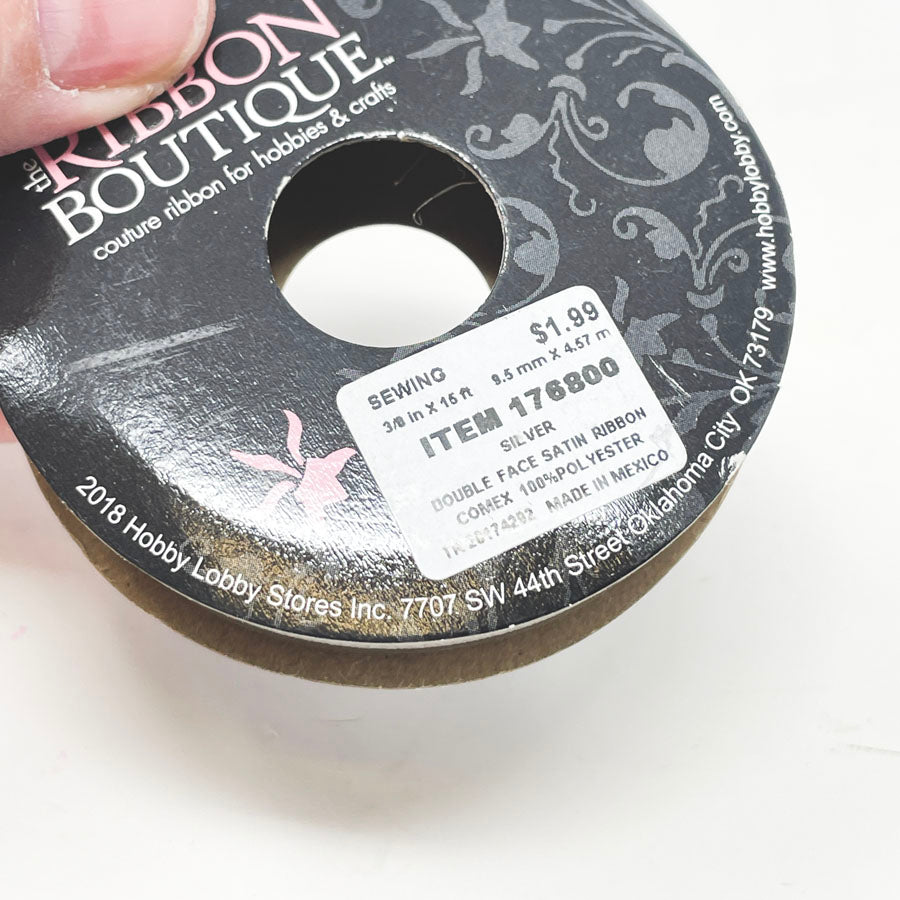 the RIBBON
BOUTIQUE™
couture ribbon for hobbies & crafts
$1.99
SEWING
3/8 in X 15 ft 9.5 mm X 4.57 m
ITEM 176800
SILVER
DOUBLE FACE SATIN RIBBON
COMEX 100%POLYESTER
20174292 MADE IN MEXICO
2018 Hobby Lobby Stores Inc. 7707 SW 44th Street Oklahoma City OK 73179 www.hobbylobby.com